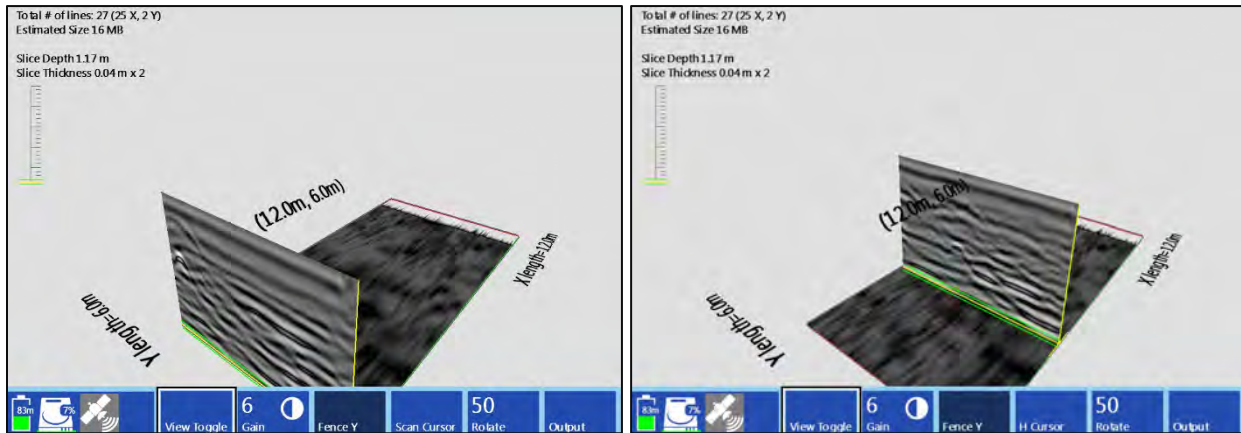 Total # of lines: 27 (25 X, 2 Y)
Estimated Size 16 MB
Slice Depth 1.17 m
Slice Thickness 0.04 m x 2
(12.0m, 6.0m)
X length=12.0m
Y length=6.0m
83m
7%
View Toggle
6
Gain
Fence Y
Scan Cursor
50
Rotate
Output
Total # of lines: 27 (25 X, 2 Y)
Estimated Size 16 MB
Slice Depth 1.17 m
Slice Thickness 0.04 m x 2
(12.0m, 6.0m)
X length=12.0m
Y length=6.0m
83m
7%
View Toggle
6
Gain
Fence Y
H Cursor
50
Rotate
Output